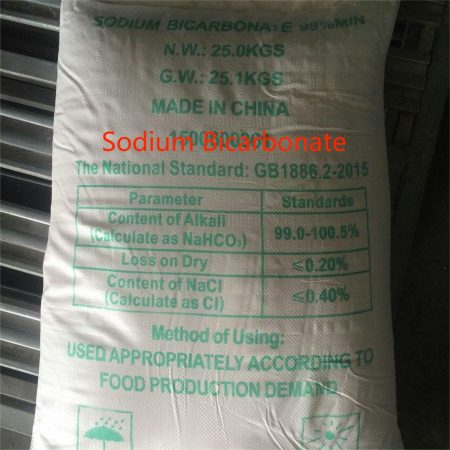 SODIUM BICARBONATE 99%MIN
N.W.: 25.0KGS
G.W.: 25.1KGS
MADE IN CHINA
Sodium Bicarbonate
The National Standard: GB1886.2-2015
Parameter Standards
Content of Alkali (Calculate as NaHCO₃) 99.0-100.5%
Loss on Dry ≤0.20%
Content of NaCl (Calculate as Cl) ≤0.40%
Method of Using:
USED APPROPRIATELY ACCORDING TO
FOOD PRODUCTION DEMAND